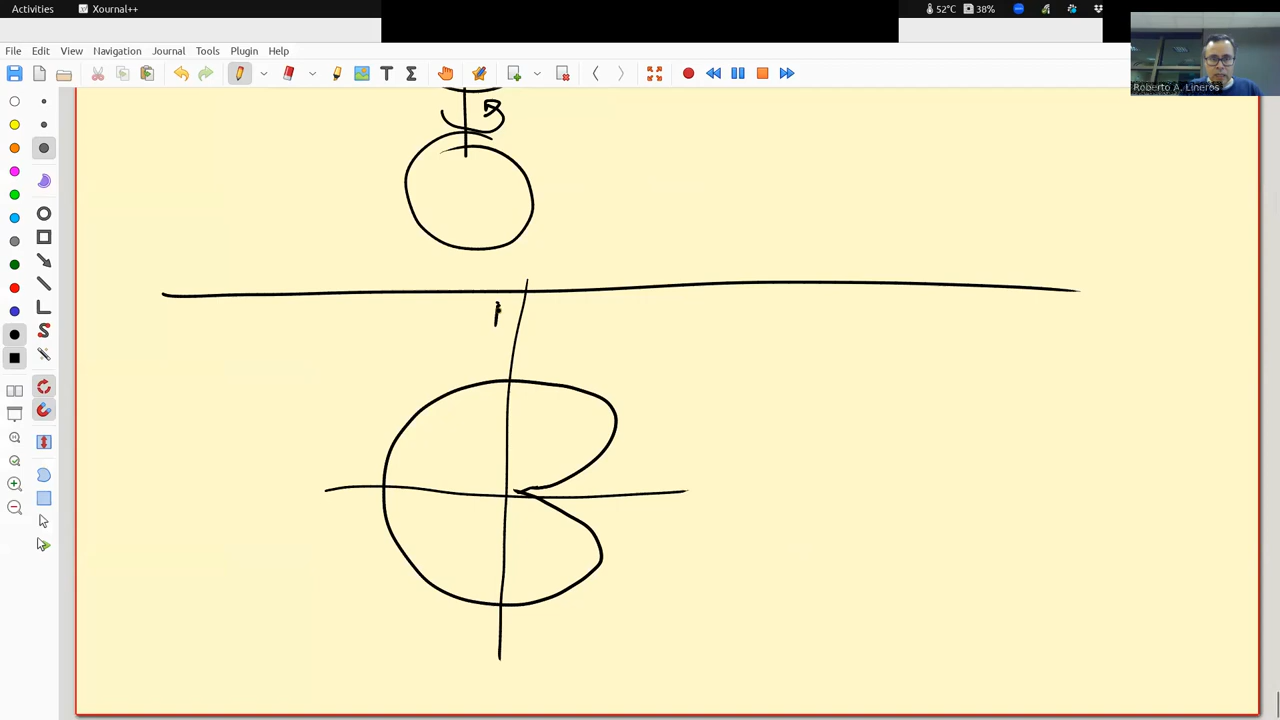 Activities Xournal++ 52°C 38%
File Edit View Navigation Journal Tools Plugin Help
Roberto A. Lineros